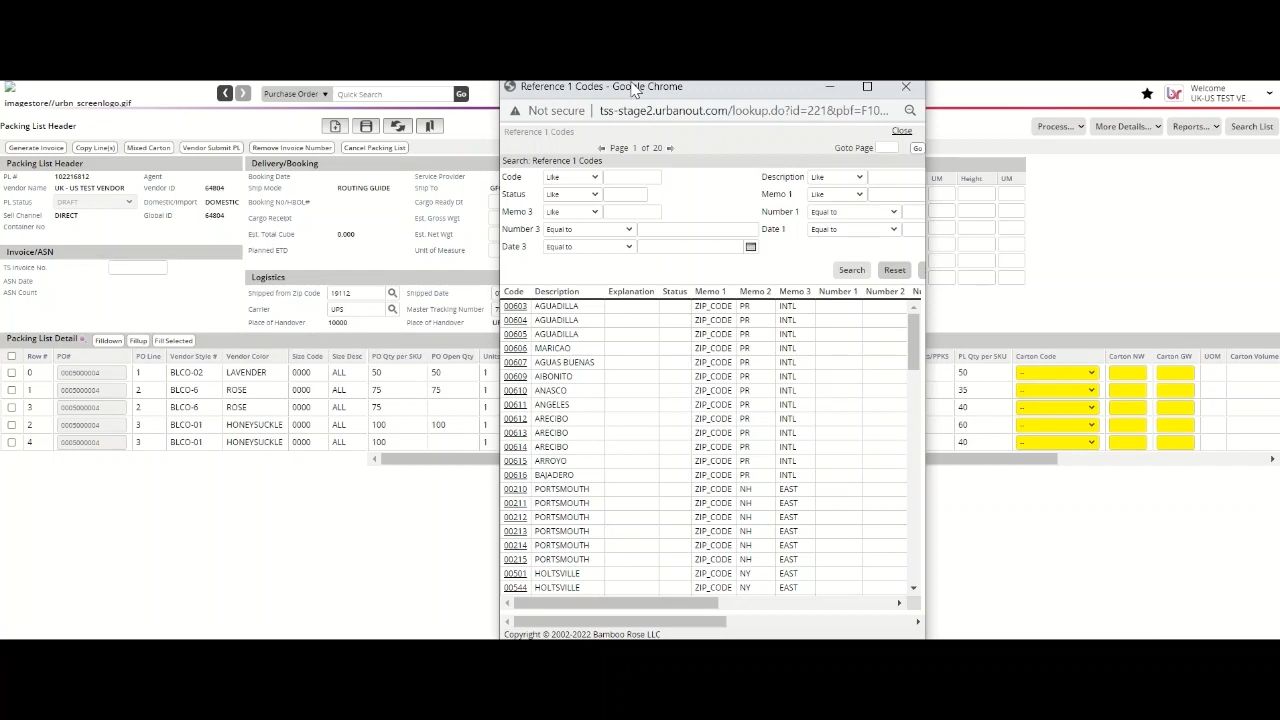 imagestore//urbn_screenlogo.gif
Purchase Order
Quick Search
Go
Welcome
UK-US TEST VE...
Packing List Header
Process...
More Details...
Reports...
Search List
Generate Invoice
Copy Line(s)
Mixed Carton
Vendor Submit PL
Remove Invoice Number
Cancel Packing List
Packing List Header
PL # 102216812 Agent
Vendor Name UK - US TEST VENDOR Vendor ID 64804
PL Status DRAFT Domestic/Import DOMESTIC
Sell Channel DIRECT Global ID 64804
Container No
Invoice/ASN
TS Invoice No.
ASN Date
ASN Count
Delivery/Booking
Booking Date Service Provider
Ship Mode ROUTING GUIDE Ship To
Booking No/HBOL# Cargo Ready Dt
Cargo Receipt Est. Gross Wgt
Est. Total Cube 0.000 Est. Net Wgt
Planned ETD Unit of Measure
Logistics
Shipped from Zip Code 19112 Shipped Date
Carrier UPS Master Tracking Number
Place of Handover 10000 Place of Handover
UM Height UM
Packing List Detail
Filldown
Fillup
Fill Selected
Row # PO# PO Line Vendor Style # Vendor Color Size Code Size Desc PO Qty per SKU PO Open Qty Units
0 0005000004 1 BLCO-02 LAVENDER 0000 ALL 50 50 1
1 0005000004 2 BLCO-6 ROSE 0000 ALL 75 75 1
3 0005000004 2 BLCO-6 ROSE 0000 ALL 75 1
2 0005000004 3 BLCO-01 HONEYSUCKLE 0000 ALL 100 100 1
4 0005000004 3 BLCO-01 HONEYSUCKLE 0000 ALL 100 1
s/PPKS PL Qty per SKU Carton Code Carton NW Carton GW UOM Carton Volume
50 --
35 --
40 --
60 --
40 --
Reference 1 Codes - Google Chrome
Not secure | tss-stage2.urbanout.com/lookup.do?id=221&pbf=F10...
Reference 1 Codes
Close
Page 1 of 20
Goto Page
Go
Search: Reference 1 Codes
Code Like Description Like
Status Like Memo 1 Like
Memo 3 Like Number 1 Equal to
Number 3 Equal to Date 1 Equal to
Date 3 Equal to
Search
Reset
Code Description Explanation Status Memo 1 Memo 2 Memo 3 Number 1 Number 2
00603 AGUADILLA ZIP_CODE PR INTL
00604 AGUADILLA ZIP_CODE PR INTL
00605 AGUADILLA ZIP_CODE PR INTL
00606 MARICAO ZIP_CODE PR INTL
00607 AGUAS BUENAS ZIP_CODE PR INTL
00609 AIBONITO ZIP_CODE PR INTL
00610 ANASCO ZIP_CODE PR INTL
00611 ANGELES ZIP_CODE PR INTL
00612 ARECIBO ZIP_CODE PR INTL
00613 ARECIBO ZIP_CODE PR INTL
00614 ARECIBO ZIP_CODE PR INTL
00615 ARROYO ZIP_CODE PR INTL
00616 BAJADERO ZIP_CODE PR INTL
00210 PORTSMOUTH ZIP_CODE NH EAST
00211 PORTSMOUTH ZIP_CODE NH EAST
00212 PORTSMOUTH ZIP_CODE NH EAST
00213 PORTSMOUTH ZIP_CODE NH EAST
00214 PORTSMOUTH ZIP_CODE NH EAST
00215 PORTSMOUTH ZIP_CODE NH EAST
00501 HOLTSVILLE ZIP_CODE NY EAST
00544 HOLTSVILLE ZIP_CODE NY EAST
Copyright © 2002-2022 Bamboo Rose LLC